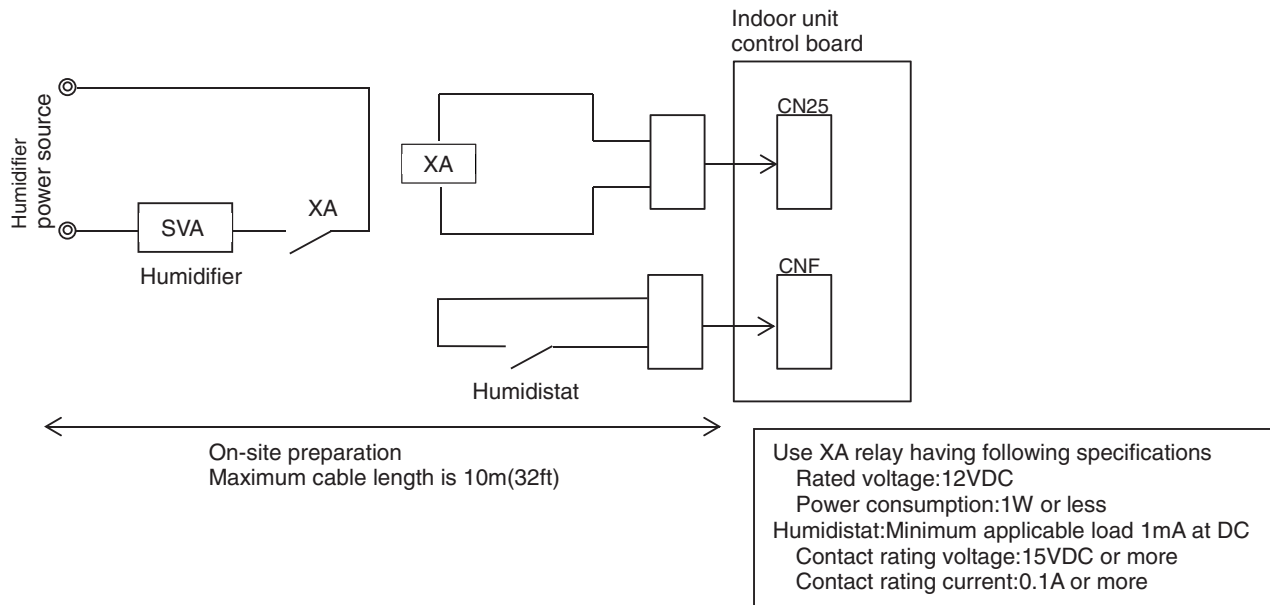 Indoor unit
control board
Humidifier
power source
CN25
XA
XA
SVA
Humidifier
CNF
Humidistat
On-site preparation
Maximum cable length is 10m(32ft)
Use XA relay having following specifications
Rated voltage:12VDC
Power consumption:1W or less
Humidistat:Minimum applicable load 1mA at DC
Contact rating voltage:15VDC or more
Contact rating current:0.1A or more